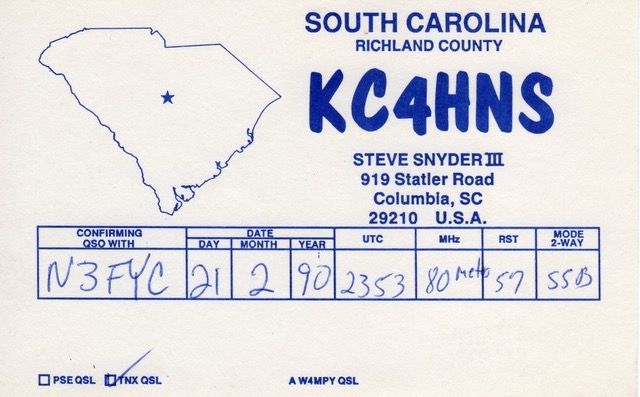 SOUTH CAROLINA
RICHLAND COUNTY
KC4HNS
STEVE SNYDER III
919 Statler Road
Columbia, SC
29210 U.S.A.
CONFIRMING QSO WITH DATE DAY MONTH YEAR UTC MHz RST MODE 2-WAY
N3FYC 21 2 90 2353 80 Mets 57 SSB
PSE QSL TNX QSL A W4MPY QSL